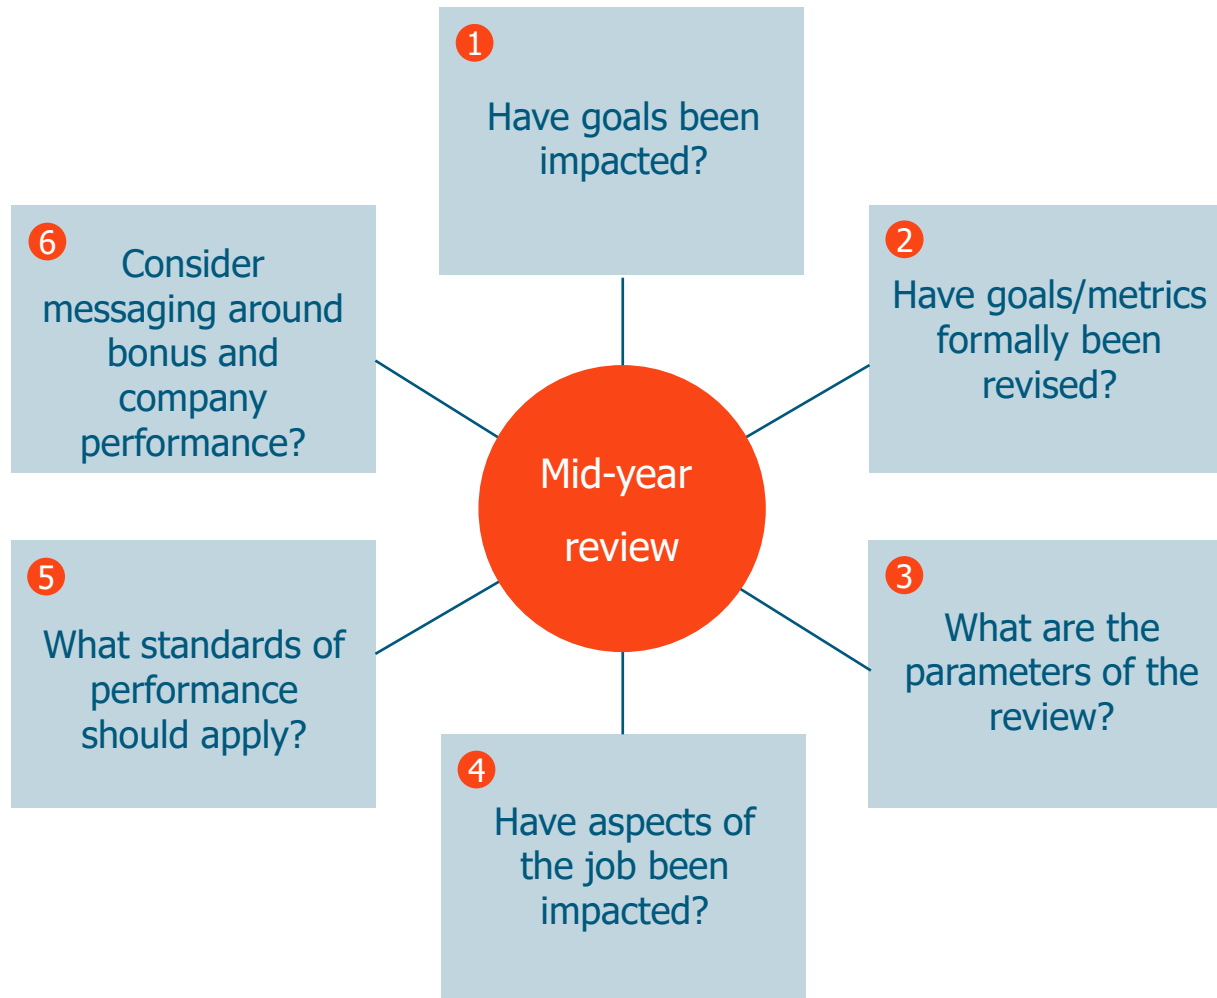 1
Have goals been
impacted?
2
Have goals/metrics
formally been
revised?
3
What are the
parameters of the
review?
4
Have aspects of
the job been
impacted?
5
What standards of
performance
should apply?
6
Consider
messaging around
bonus and
company
performance?
Mid-year
review